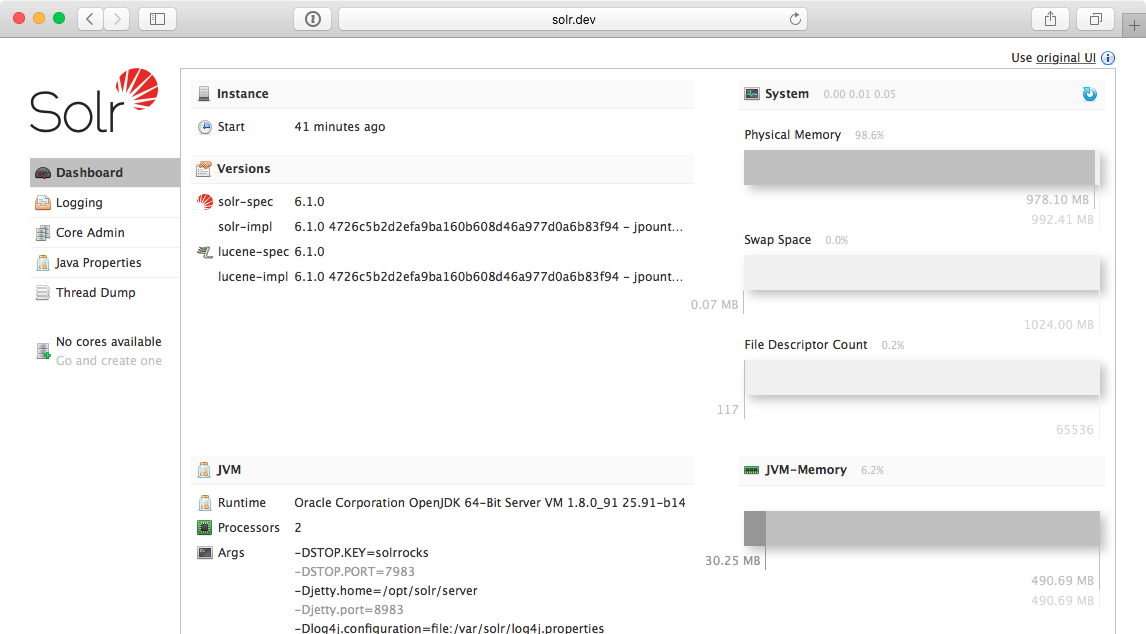 solr.dev
Use original UI
Solr
Dashboard
Logging
Core Admin
Java Properties
Thread Dump
No cores available
Go and create one
Instance
Start 41 minutes ago
Versions
solr-spec 6.1.0
solr-impl 6.1.0 4726c5b2d2efa9ba160b608d46a977d0a6b83f94 - jpount...
lucene-spec 6.1.0
lucene-impl 6.1.0 4726c5b2d2efa9ba160b608d46a977d0a6b83f94 - jpount...
System 0.00 0.01 0.05
Physical Memory 98.6%
978.10 MB
992.41 MB
Swap Space 0.0%
0.07 MB
1024.00 MB
File Descriptor Count 0.2%
117
65536
JVM
Runtime Oracle Corporation OpenJDK 64-Bit Server VM 1.8.0_91 25.91-b14
Processors 2
Args -DSTOP.KEY=solrrocks
-DSTOP.PORT=7983
-Djetty.home=/opt/solr/server
-Djetty.port=8983
-Dlog4j.configuration=file:/var/solr/log4j.properties
JVM-Memory 6.2%
30.25 MB
490.69 MB
490.69 MB